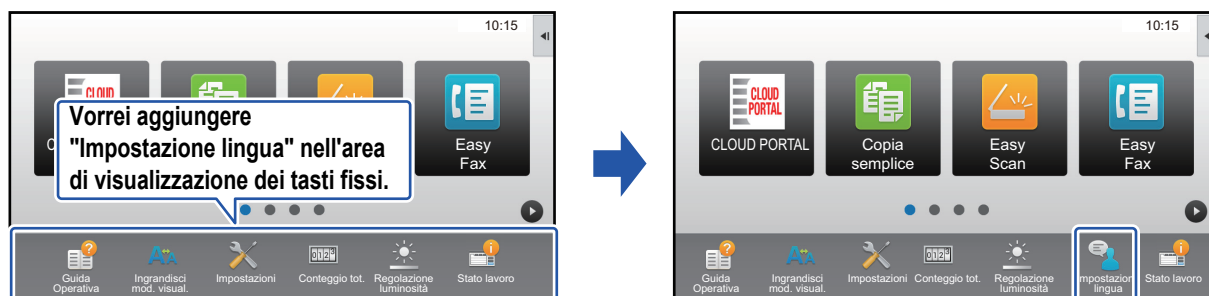 10:15
CLOUD
Vorrei aggiungere
"Impostazione lingua" nell'area
di visualizzazione dei tasti fissi.
Easy
Fax
Guida
Operativa
Ingrandisci
mod. visual.
Impostazioni
Conteggio tot.
Regolazione
luminosità
Stato lavoro
10:15
CLOUD
PORTAL
CLOUD PORTAL
Copia
semplice
Easy
Scan
Easy
Fax
Guida
Operativa
Ingrandisci
mod. visual.
Impostazioni
Conteggio tot.
Regolazione
luminosità
mpostazion
lingua
Stato lavoro